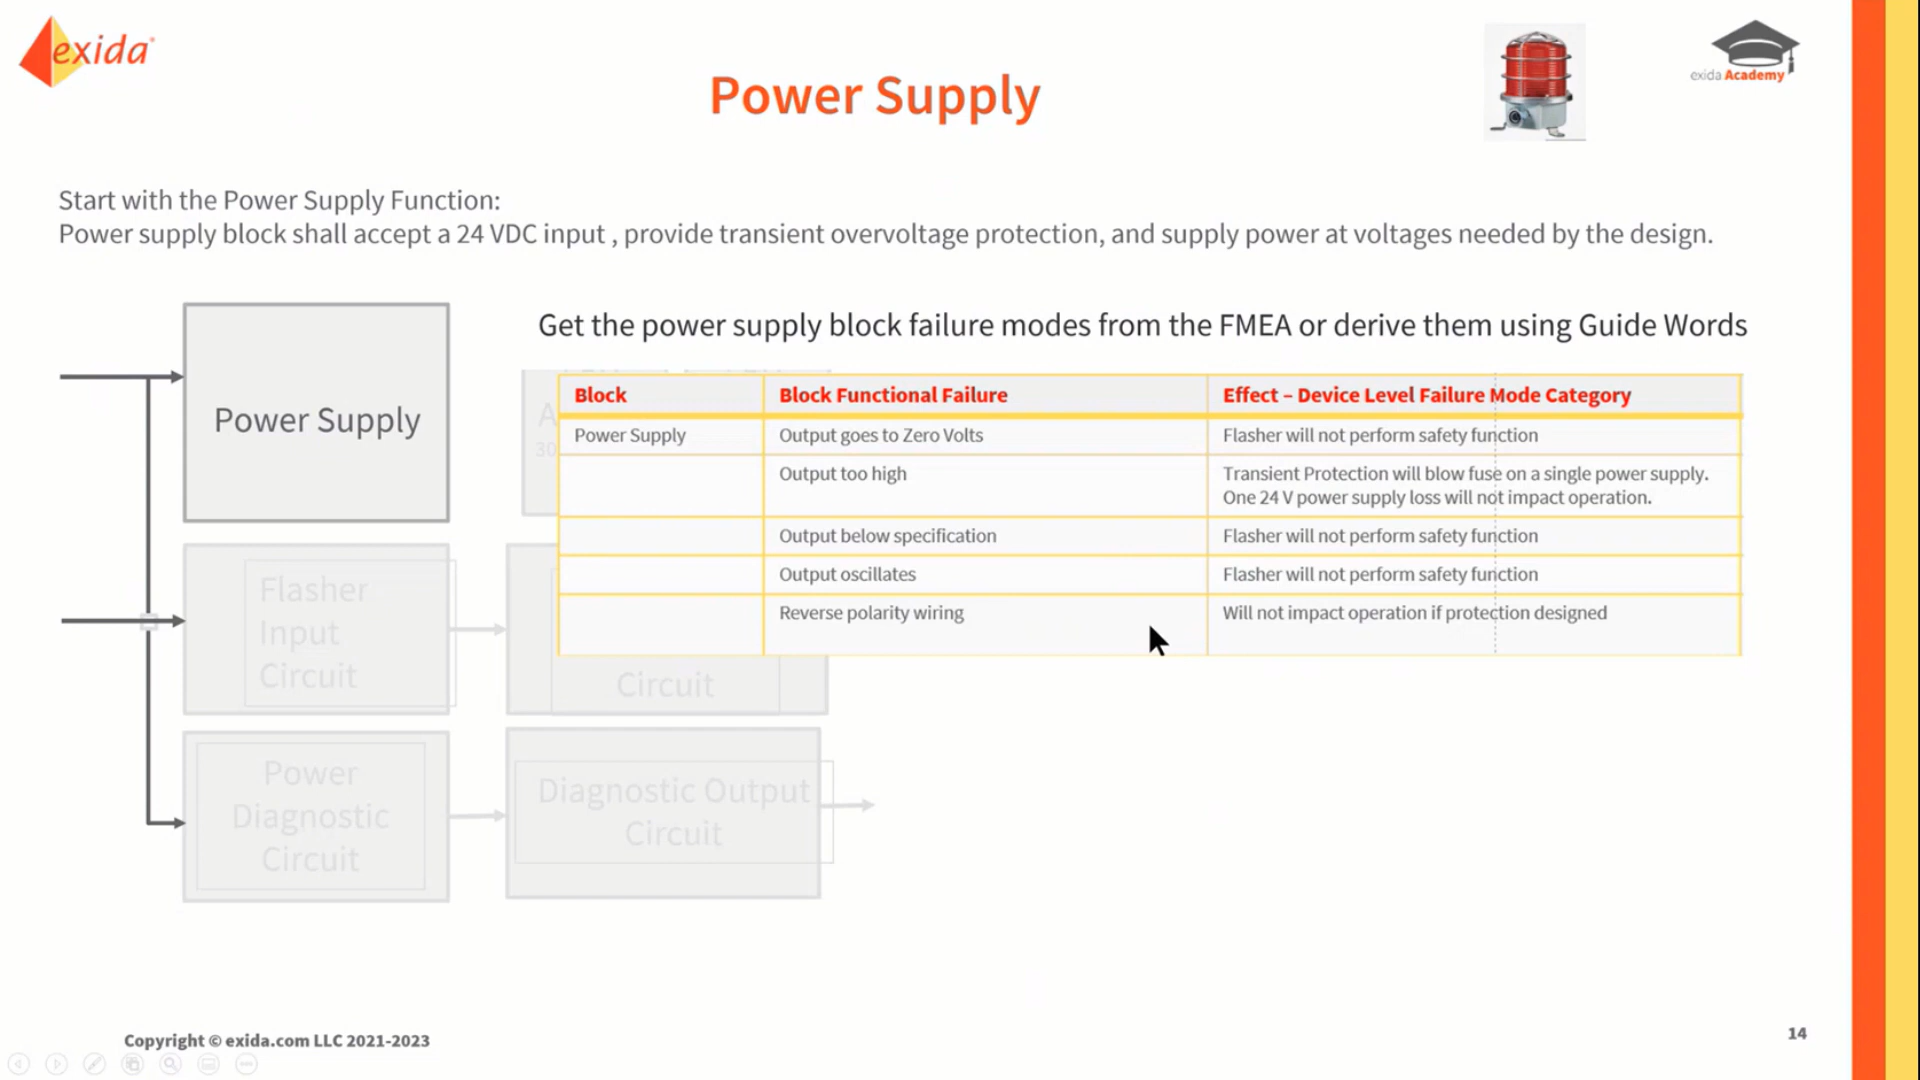 exida
exida Academy
Power Supply
Start with the Power Supply Function:
Power supply block shall accept a 24 VDC input , provide transient overvoltage protection, and supply power at voltages needed by the design.
Get the power supply block failure modes from the FMEA or derive them using Guide Words
Power Supply
Block Block Functional Failure Effect – Device Level Failure Mode Category
Power Supply Output goes to Zero Volts Flasher will not perform safety function
Output too high Transient Protection will blow fuse on a single power supply.
One 24 V power supply loss will not impact operation.
Output below specification Flasher will not perform safety function
Output oscillates Flasher will not perform safety function
Reverse polarity wiring Will not impact operation if protection designed
A
30
Flasher
Input
Circuit
Circuit
Power
Diagnostic
Circuit
Diagnostic Output
Circuit
Copyright © exida.com LLC 2021-2023
14